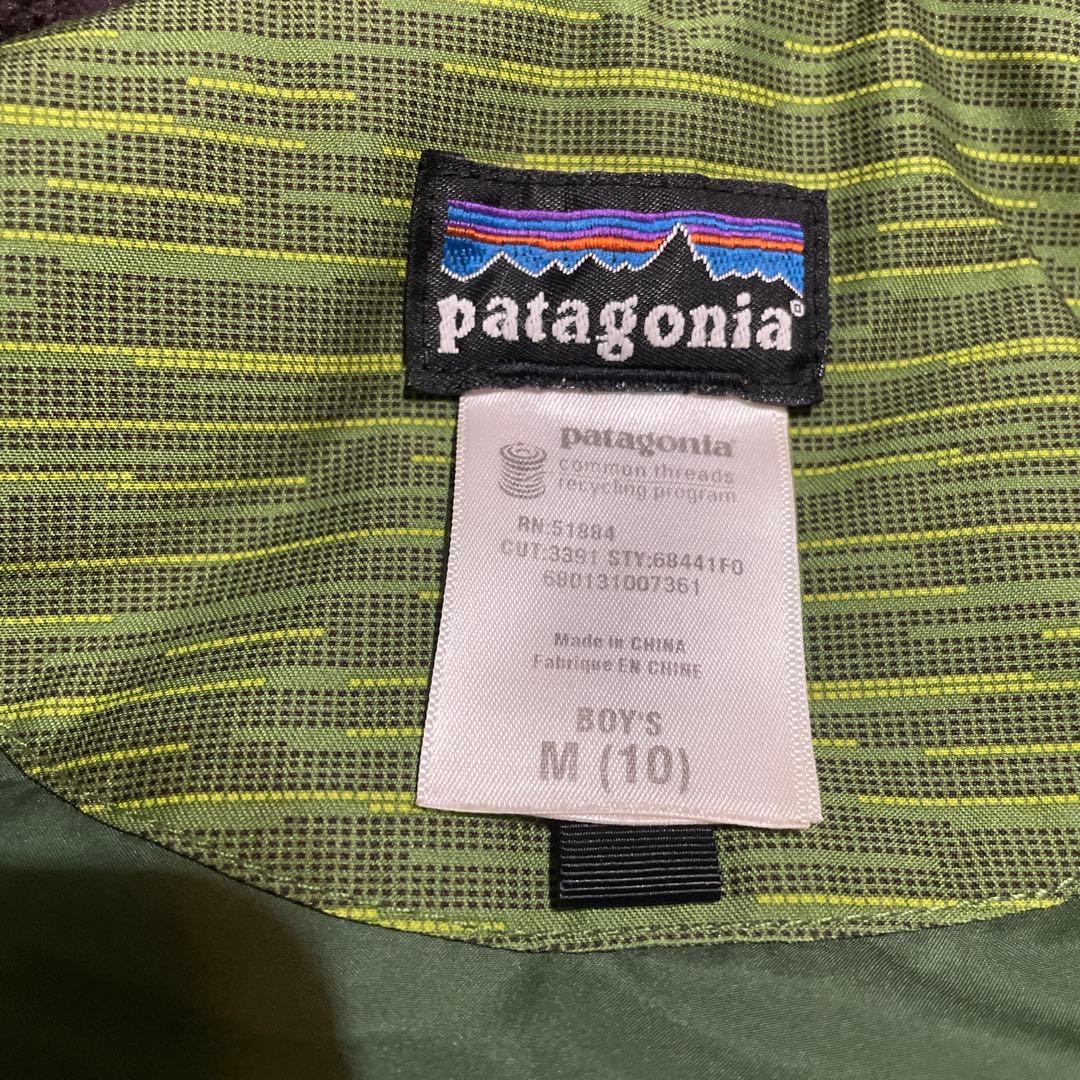 patagonia®
patagonia®
common threads
recycling program
RN:51884
CUT:3391 STY:68441F0
680131007361
Made in CHINA
Fabrique EN CHINE
BOY'S
M (10)